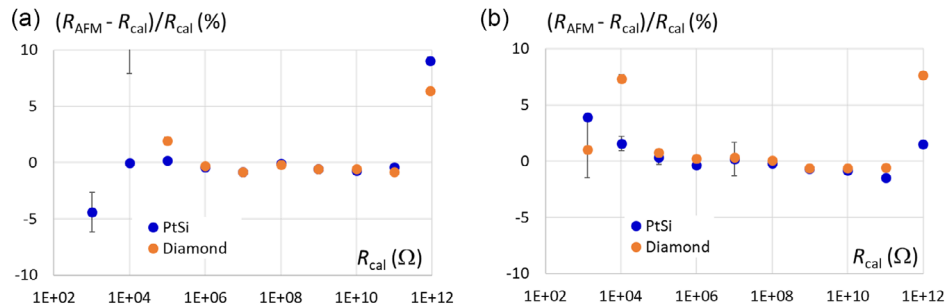 (a) (R_AFM - R_cal)/R_cal (%)
10
5
0
-5
-10
PtSi
Diamond
R_cal (Ω)
1E+02 1E+04 1E+06 1E+08 1E+10 1E+12
(b) (R_AFM - R_cal)/R_cal (%)
10
5
0
-5
-10
PtSi
Diamond
R_cal (Ω)
1E+02 1E+04 1E+06 1E+08 1E+10 1E+12